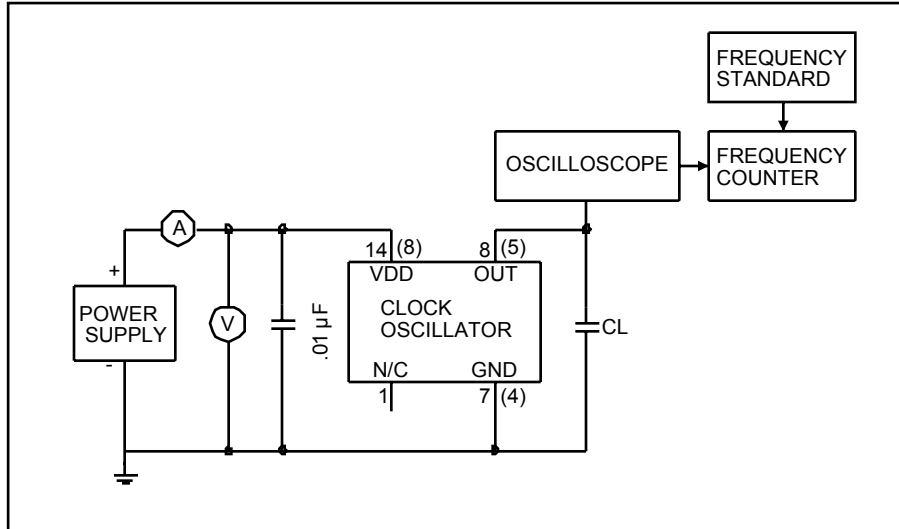 FREQUENCY
STANDARD
OSCILLOSCOPE
FREQUENCY
COUNTER
A
14 (8)
8 (5)
VDD
OUT
+
POWER
SUPPLY
-
V
.01 µF
CLOCK
OSCILLATOR
CL
N/C
GND
1
7 (4)